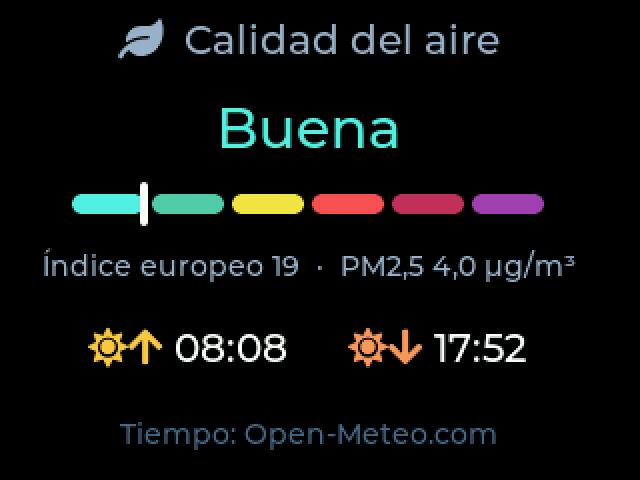 Calidad del aire
Buena
Índice europeo 19 · PM2,5 4,0 µg/m³
08:08 17:52
Tiempo: Open-Meteo.com